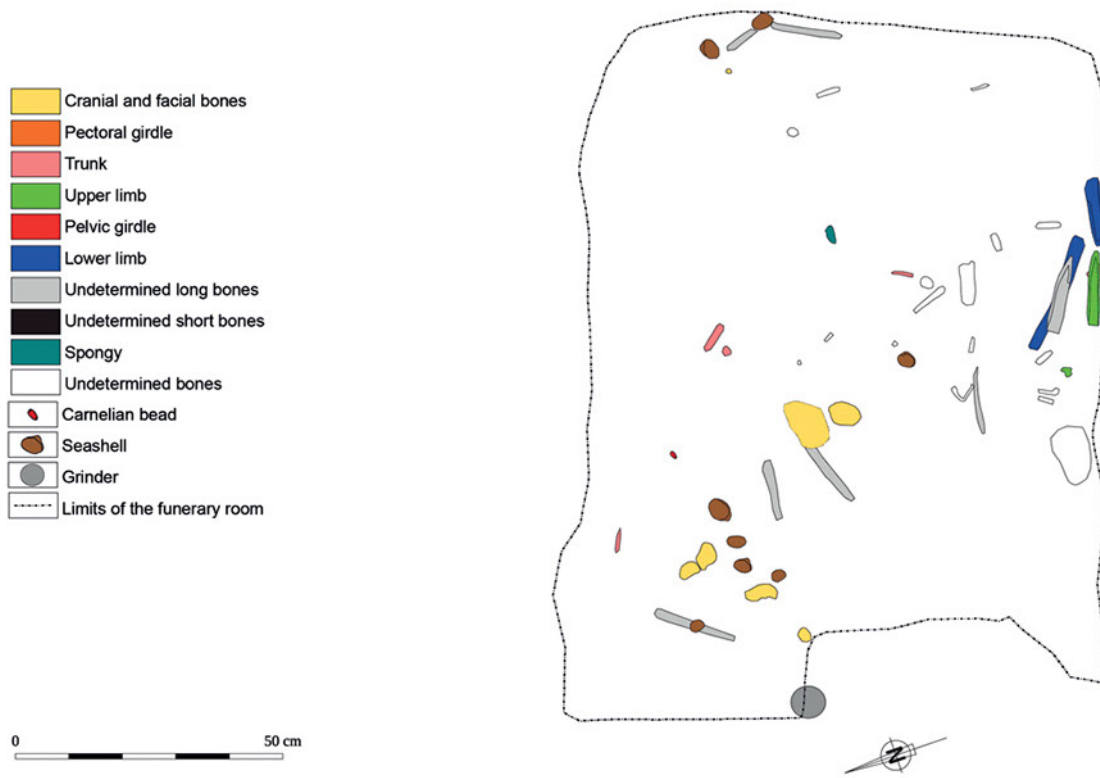 Cranial and facial bones
Pectoral girdle
Trunk
Upper limb
Pelvic girdle
Lower limb
Undetermined long bones
Undetermined short bones
Spongy
Undetermined bones
Carnelian bead
Seashell
Grinder
Limits of the funerary room
0 50 cm
N